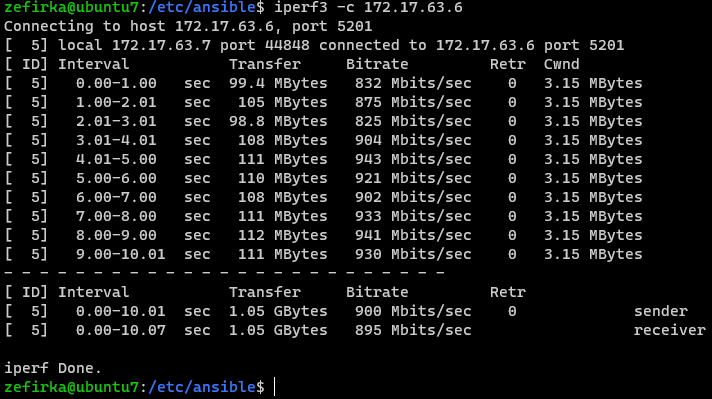 zefirka@ubuntu7:/etc/ansible$ iperf3 -c 172.17.63.6
Connecting to host 172.17.63.6, port 5201
[  5] local 172.17.63.7 port 44848 connected to 172.17.63.6 port 5201
[ ID] Interval           Transfer     Bitrate         Retr  Cwnd
[  5]   0.00-1.00   sec  99.4 MBytes   832 Mbits/sec    0   3.15 MBytes
[  5]   1.00-2.01   sec   105 MBytes   875 Mbits/sec    0   3.15 MBytes
[  5]   2.01-3.01   sec  98.8 MBytes   825 Mbits/sec    0   3.15 MBytes
[  5]   3.01-4.01   sec   108 MBytes   904 Mbits/sec    0   3.15 MBytes
[  5]   4.01-5.00   sec   111 MBytes   943 Mbits/sec    0   3.15 MBytes
[  5]   5.00-6.00   sec   110 MBytes   921 Mbits/sec    0   3.15 MBytes
[  5]   6.00-7.00   sec   108 MBytes   902 Mbits/sec    0   3.15 MBytes
[  5]   7.00-8.00   sec   111 MBytes   933 Mbits/sec    0   3.15 MBytes
[  5]   8.00-9.00   sec   112 MBytes   941 Mbits/sec    0   3.15 MBytes
[  5]   9.00-10.01  sec   111 MBytes   930 Mbits/sec    0   3.15 MBytes
- - - - - - - - - - - - - - - - - - - - - - - - -
[ ID] Interval           Transfer     Bitrate         Retr
[  5]   0.00-10.01  sec  1.05 GBytes   900 Mbits/sec    0             sender
[  5]   0.00-10.07  sec  1.05 GBytes   895 Mbits/sec                  receiver
iperf Done.
zefirka@ubuntu7:/etc/ansible$